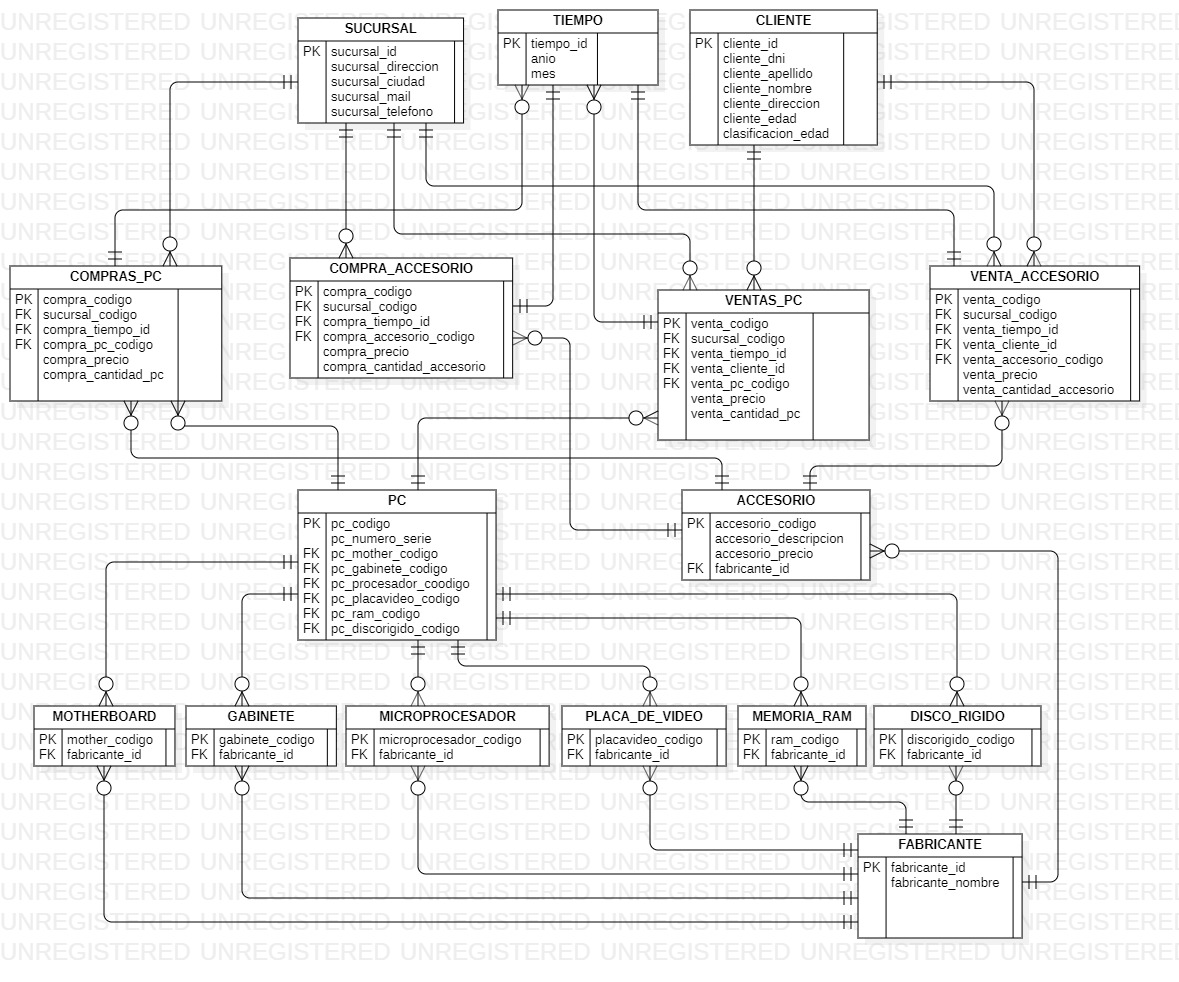 SUCURSAL
PK sucursal_id
sucursal_direccion
sucursal_ciudad
sucursal_mail
sucursal_telefono
TIEMPO
PK tiempo_id
anio
mes
CLIENTE
PK cliente_id
cliente_dni
cliente_apellido
cliente_nombre
cliente_direccion
cliente_edad
clasificacion_edad
COMPRAS_PC
PK compra_codigo
FK sucursal_codigo
FK compra_tiempo_id
FK compra_pc_codigo
compra_precio
compra_cantidad_pc
COMPRA_ACCESORIO
PK compra_codigo
FK sucursal_codigo
FK compra_tiempo_id
FK compra_accesorio_codigo
compra_precio
compra_cantidad_accesorio
VENTAS_PC
PK venta_codigo
FK sucursal_codigo
FK venta_tiempo_id
FK venta_cliente_id
FK venta_pc_codigo
venta_precio
venta_cantidad_pc
VENTA_ACCESORIO
PK venta_codigo
FK sucursal_codigo
FK venta_tiempo_id
FK venta_cliente_id
FK venta_accesorio_codigo
venta_precio
venta_cantidad_accesorio
PC
PK pc_codigo
pc_numero_serie
FK pc_mother_codigo
FK pc_gabinete_codigo
FK pc_procesador_coodigo
FK pc_placavideo_codigo
FK pc_ram_codigo
FK pc_discorigido_codigo
ACCESORIO
PK accesorio_codigo
accesorio_descripcion
accesorio_precio
FK fabricante_id
MOTHERBOARD
PK mother_codigo
FK fabricante_id
GABINETE
PK gabinete_codigo
FK fabricante_id
MICROPROCESADOR
PK microprocesador_codigo
FK fabricante_id
PLACA_DE_VIDEO
PK placavideo_codigo
FK fabricante_id
MEMORIA_RAM
PK ram_codigo
FK fabricante_id
DISCO_RIGIDO
PK discorigido_codigo
FK fabricante_id
FABRICANTE
PK fabricante_id
fabricante_nombre
UNREGISTERED